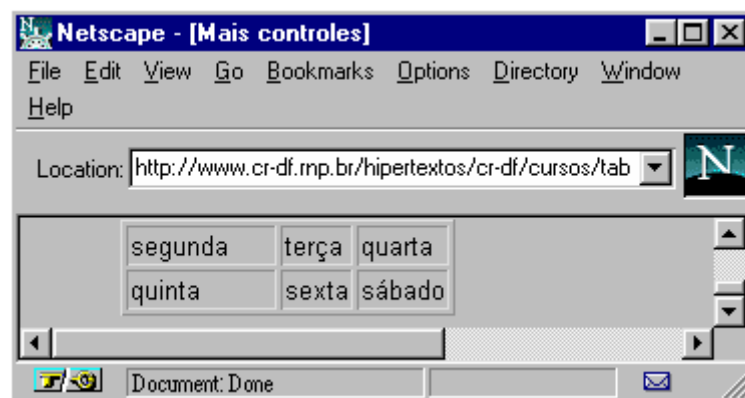 Netscape - [Mais controles]
File Edit View Go Bookmarks Options Directory Window
Help
Location: http://www.cr-df.rnp.br/hipertextos/cr-df/cursos/tab
N
segunda terça quarta
quinta sexta sábado
Document: Done